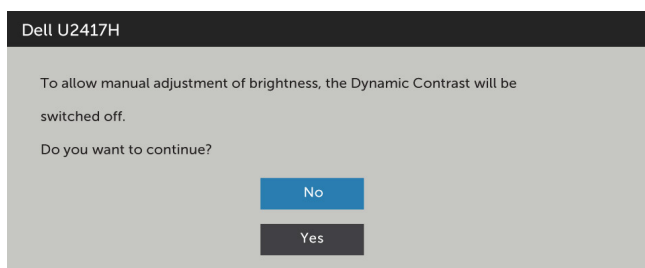 Dell U2417H
To allow manual adjustment of brightness, the Dynamic Contrast will be
switched off.
Do you want to continue?
No
Yes